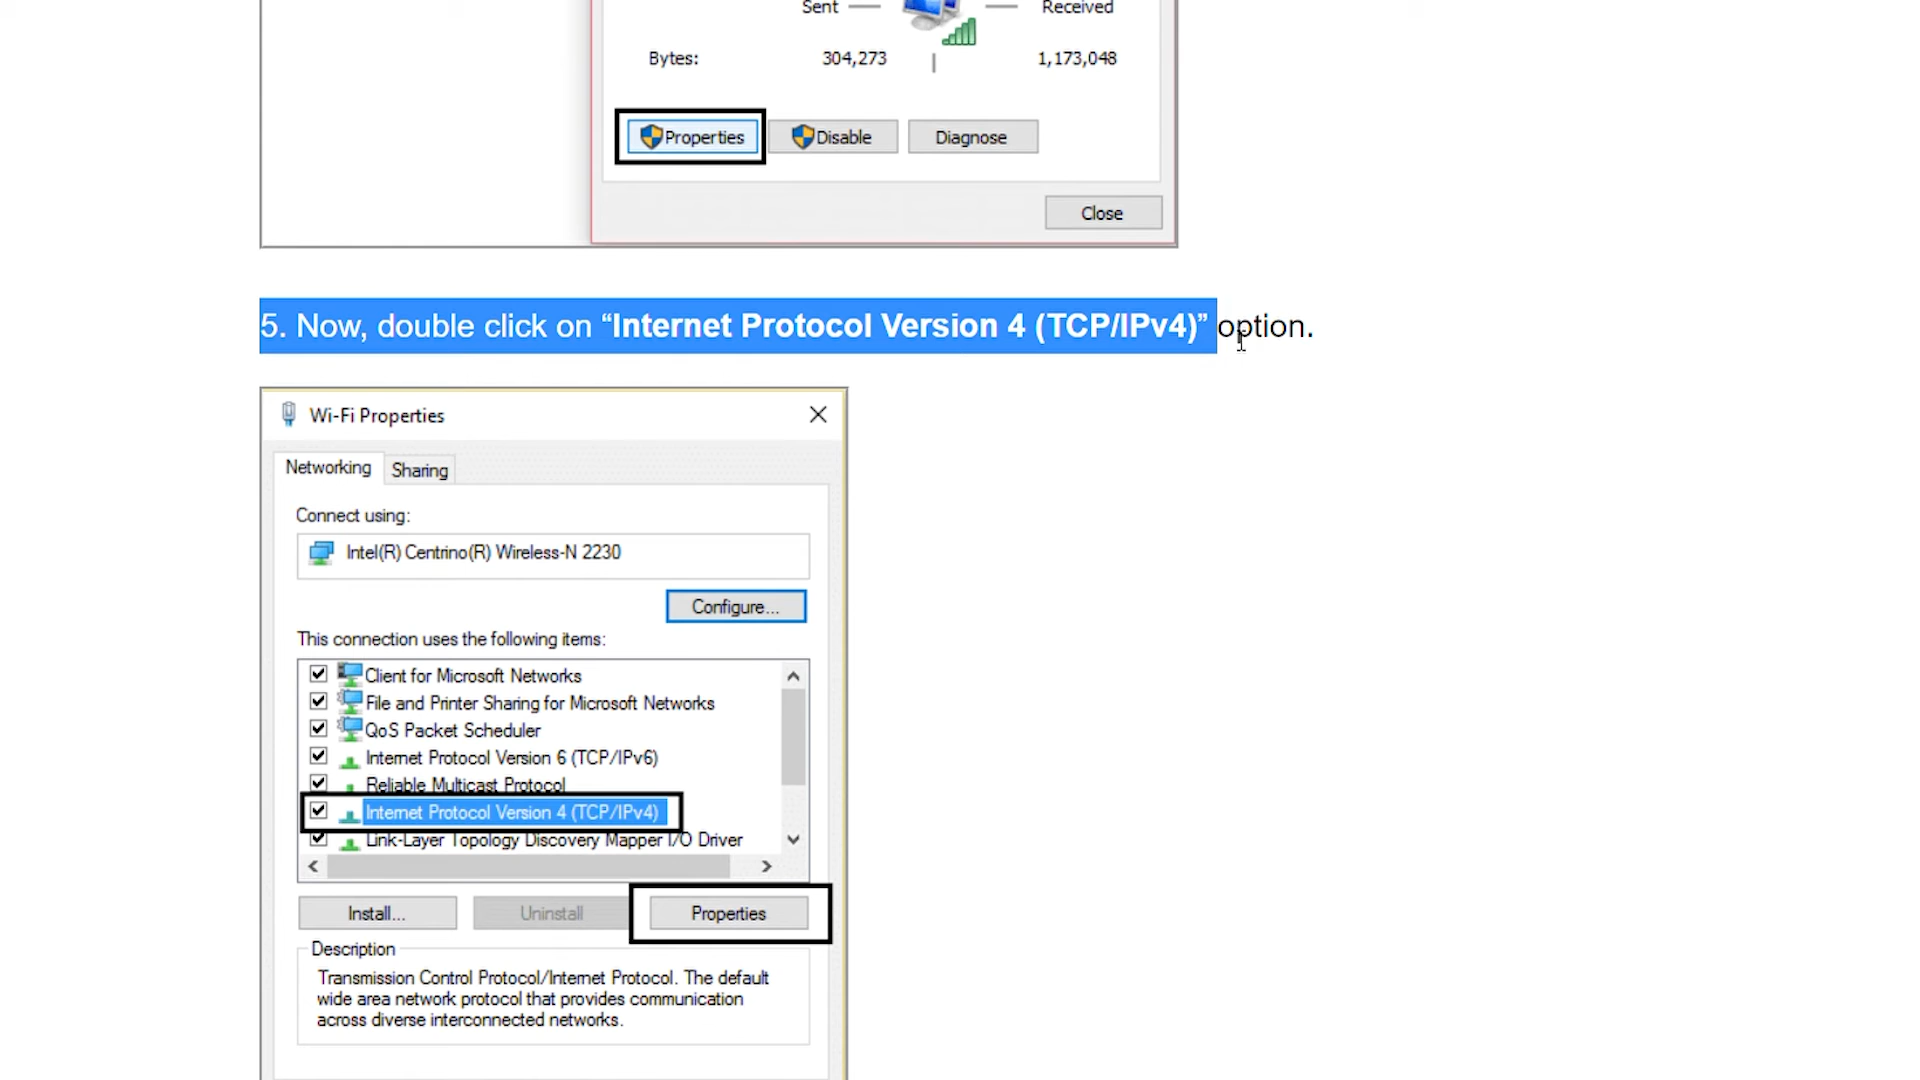 Sent
Received
Bytes: 304,273 1,173,048
Properties Disable Diagnose
Close
5. Now, double click on “Internet Protocol Version 4 (TCP/IPv4)” option.
Wi-Fi Properties
Networking Sharing
Connect using:
Intel(R) Centrino(R) Wireless-N 2230
Configure...
This connection uses the following items:
Client for Microsoft Networks
File and Printer Sharing for Microsoft Networks
QoS Packet Scheduler
Internet Protocol Version 6 (TCP/IPv6)
Reliable Multicast Protocol
Internet Protocol Version 4 (TCP/IPv4)
Link-Layer Topology Discovery Mapper I/O Driver
Install... Uninstall Properties
Description
Transmission Control Protocol/Internet Protocol. The default
wide area network protocol that provides communication
across diverse interconnected networks.